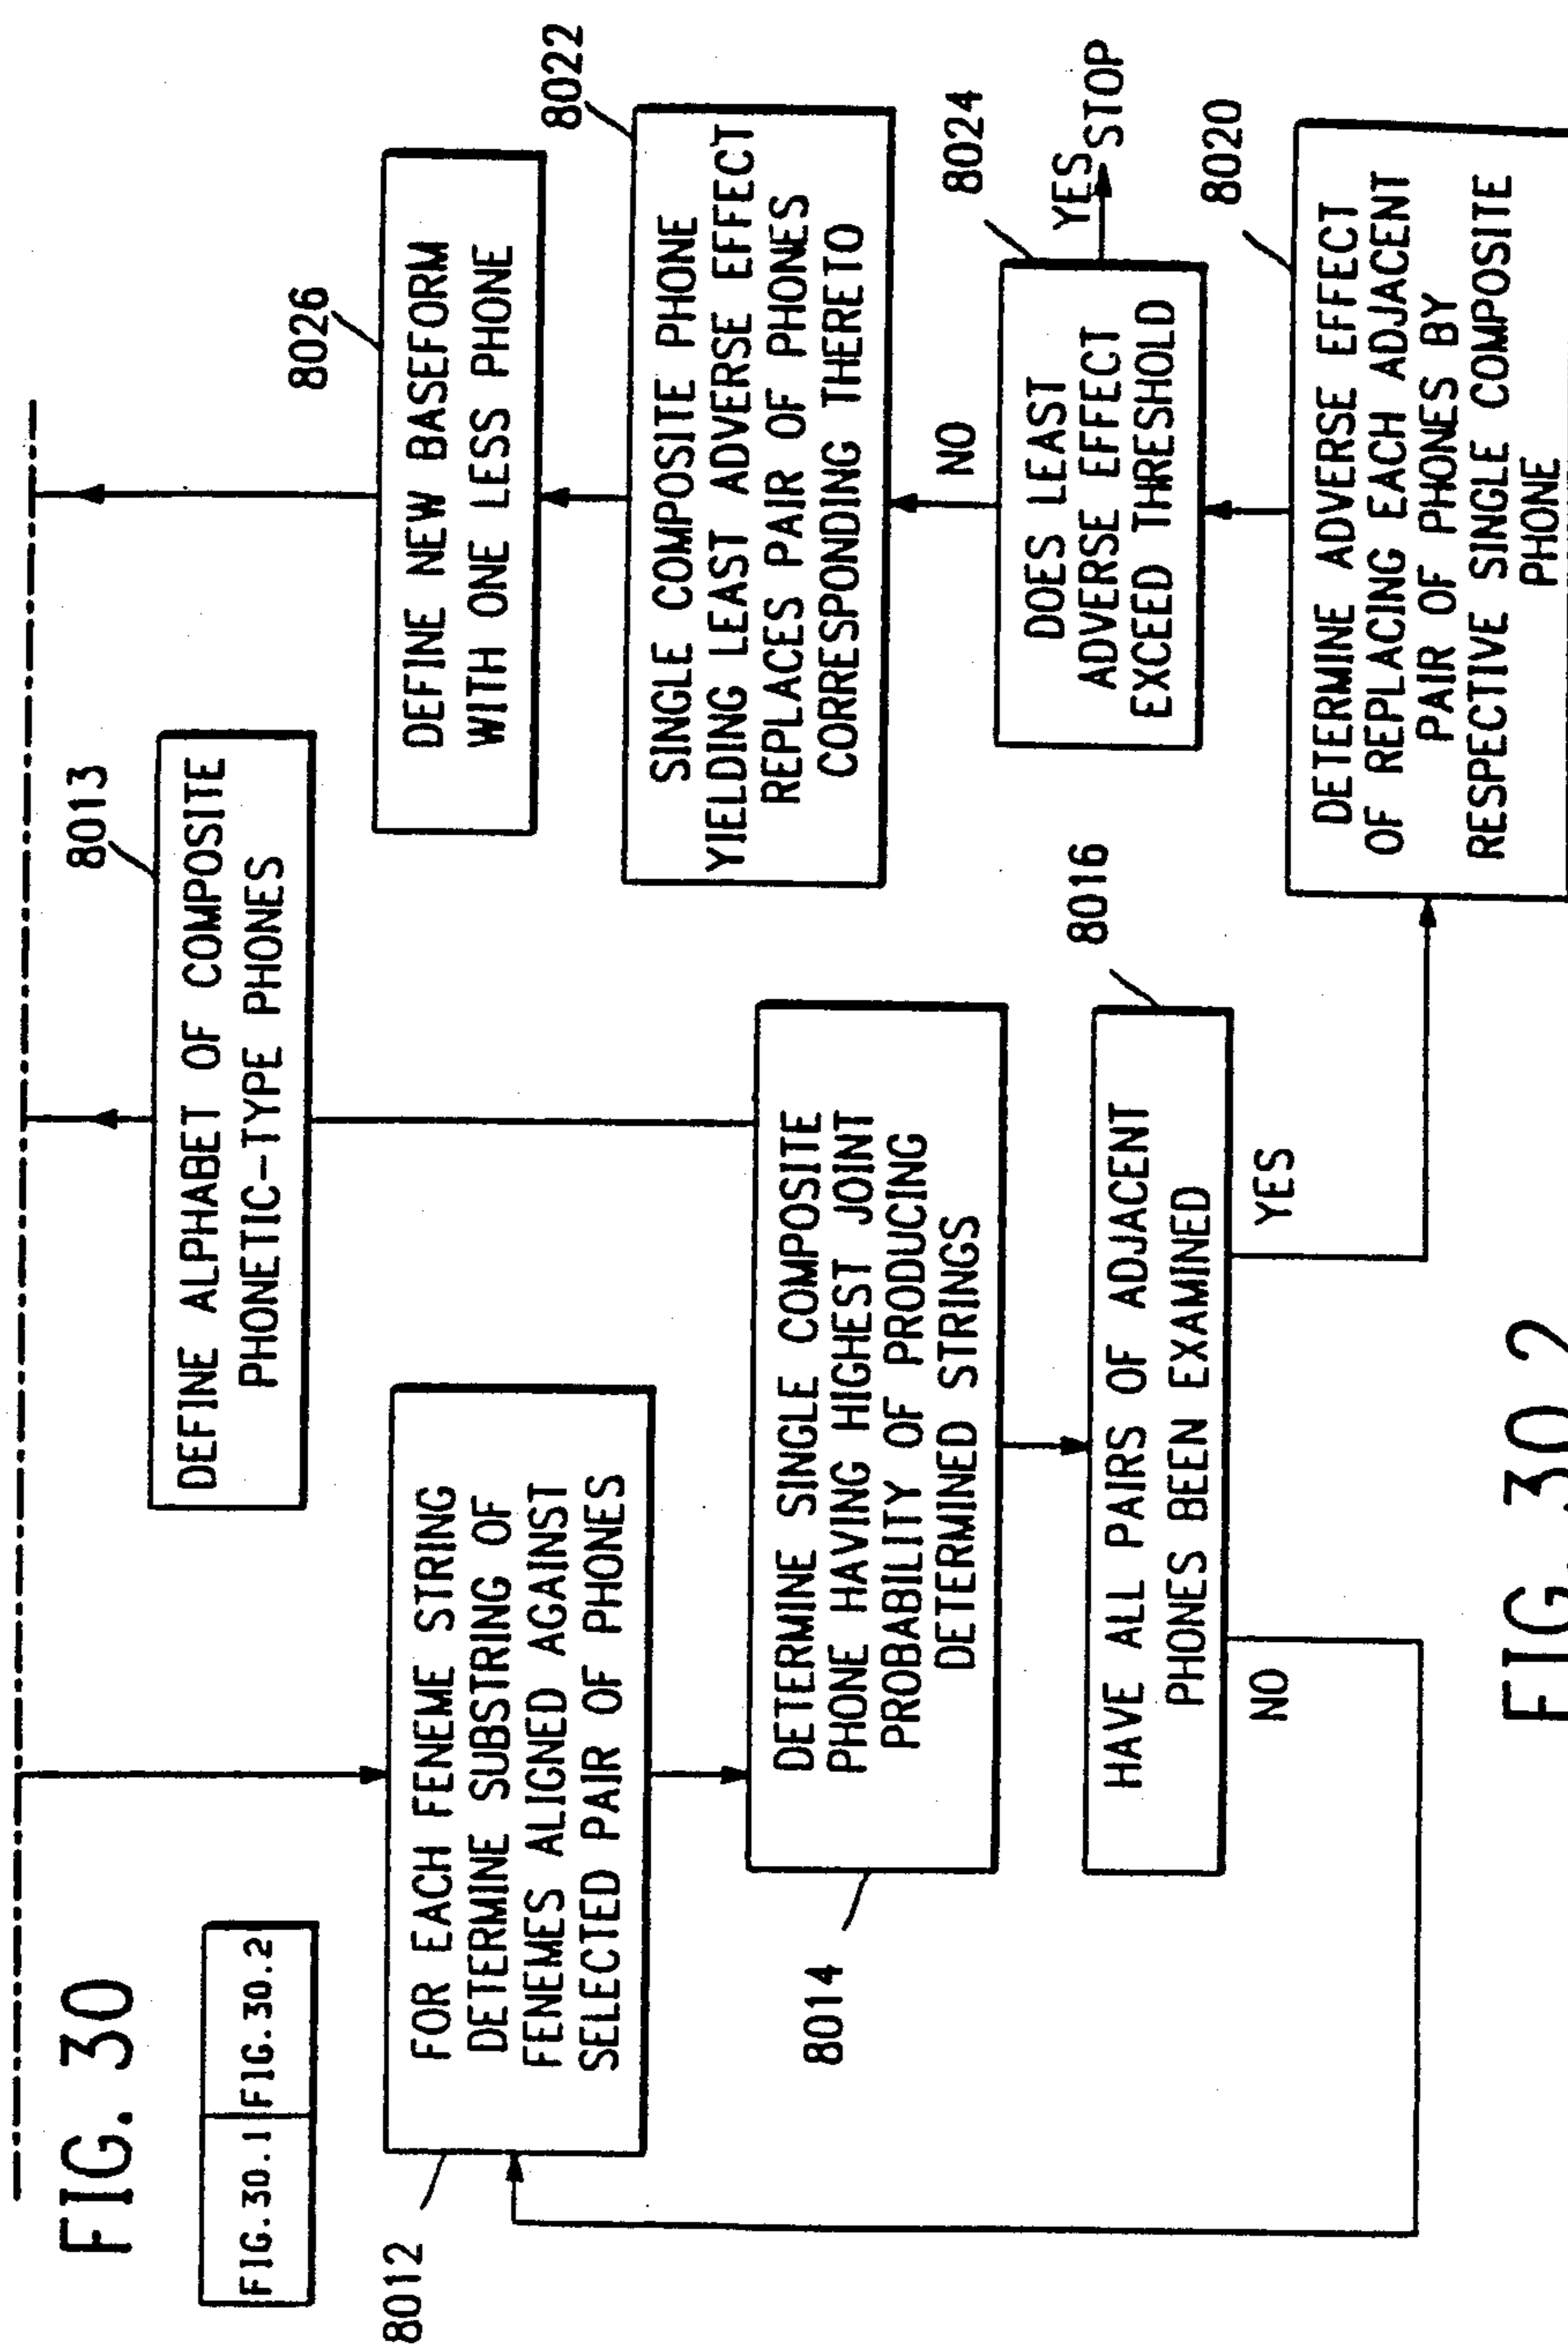 FIG. 30
FIG. 30.1
FIG. 30.2
8012
FOR EACH FENEME STRING
DETERMINE SUBSTRING OF
FENEMES ALIGNED AGAINST
SELECTED PAIR OF PHONES
8013
DEFINE ALPHABET OF COMPOSITE
PHONETIC-TYPE PHONES
8014
DETERMINE SINGLE COMPOSITE
PHONE HAVING HIGHEST JOINT
PROBABILITY OF PRODUCING
DETERMINED STRINGS
8016
HAVE ALL PAIRS OF ADJACENT
PHONES BEEN EXAMINED
NO
YES
8026
DEFINE NEW BASEFORM
WITH ONE LESS PHONE
8022
SINGLE COMPOSITE PHONE
YIELDING LEAST ADVERSE EFFECT
REPLACES PAIR OF PHONES
CORRESPONDING THERETO
NO
8024
DOES LEAST
ADVERSE EFFECT
EXCEED THRESHOLD
YES
STOP
8020
DETERMINE ADVERSE EFFECT
OF REPLACING EACH ADJACENT
PAIR OF PHONES BY
RESPECTIVE SINGLE COMPOSITE
PHONE
FIG. 30.2